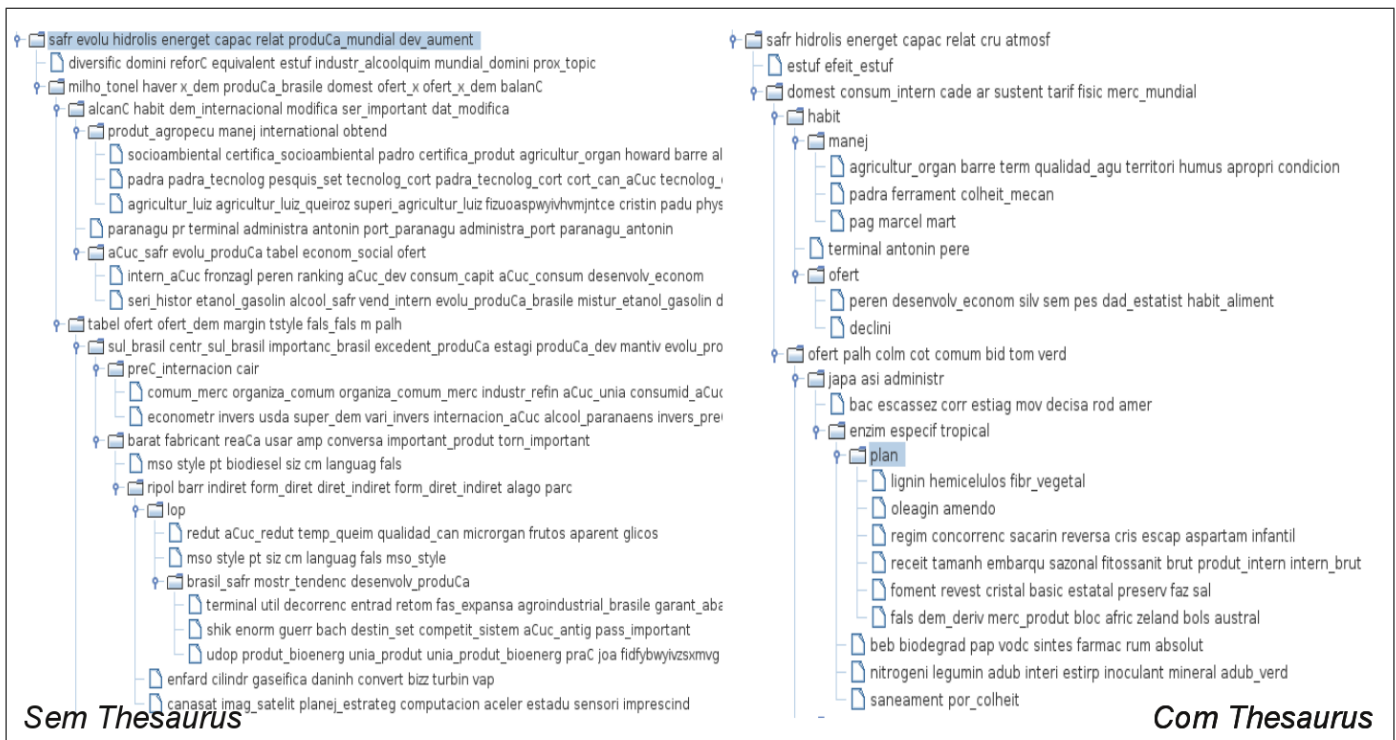 safr evolu hidrolis energet capac relat produCa_mundial dev_aument
diversific domini reforC equivalent estuf industr_alcoolquim mundial_domini prox_topic
milho_tonel haver x_dem produCa_brasile domest ofert_x ofert_x_dem balanC
alcanC habit dem_internacional modifica ser_important dat_modifica
produt_agropecu manej international obtend
socioambiental certifica_socioambiental padro certifica_produt agricultur_organ howard barre al
padra padra_tecnolog pesquis_set tecnolog_cort padra_tecnolog_cort cort_can_aCuc tecnolog_
agricultur_luiz agricultur_luiz_queiroz superi_agricultur_luiz fizuoaspwyivhvmjntce cristin padu phys
paranagu pr terminal administra antonin port_paranagu administra_port paranagu_antonin
aCuc_safr evolu_produCa tabel econom_social ofert
intern_aCuc fronzagl peren ranking aCuc_dev consum_capit aCuc_consum desenvolv_econom
seri_histor etanol_gasolin alcool_safr vend_intern evolu_produCa_brasile mistur_etanol_gasolin d
tabel ofert ofert_dem margin tstyle fals_fals m palh
sul_brasil centr_sul_brasil importanc_brasil excedent_produCa estagi produCa_dev mantiv evolu_pro
preC_internacion cair
comum_merc organiza_comum organiza_comum_merc industr_refin aCuc_unia consumid_aCuc
econometr invers usda super_dem vari_invers internacion_aCuc alcool_paranaens invers_pre
barat fabricant reaCa usar amp conversa important_produt torn_important
mso style pt biodiesel siz cm languag fals
ripol barr indiret form_diret diret_indiret form_diret_indiret alago parc
lop
redut aCuc_redut temp_queim qualidad_can microrgan frutos aparent glicos
mso style pt siz cm languag fals mso_style
brasil_safr mostr_tendenc desenvolv_produCa
terminal util decorrenc entrad retom fas_expansa agroindustrial_brasile garant_aba
shik enorm guerr bach destin_set competit_sistem aCuc_antig pass_important
udop produt_bioenerg unia_produt unia_produt_bioenerg praC joa fidfybwyivzsxmvg
enfard cilindr gaseifica daninh convert bizz turbin vap
canasat imag_satelit planej_estrateg computacion aceler estadu sensori imprescind
Sem Thesaurus
safr hidrolis energet capac relat cru atmosf
estuf efeit_estuf
domest consum_intern cade ar sustent tarif fisic merc_mundial
habit
manej
agricultur_organ barre term qualidad_agu territori humus apropri condicion
padra ferrament colheit_mecan
pag marcel mart
terminal antonin pere
ofert
peren desenvolv_econom silv sem pes dad_estatist habit_aliment
declini
ofert palh colm cot comum bid tom verd
japa asi administr
bac escassez corr estiag mov decisa rod amer
enzim especif tropical
plan
lignin hemicelulos fibr_vegetal
oleagin amendo
regim concorrenc sacarin reversa cris escap aspartam infantil
receit tamanh embarqu sazonal fitossanit brut produt_intern intern_brut
foment revest cristal basic estatal preserv faz sal
fals dem_deriv merc_produt bloc afric zeland bols austral
beb biodegrad pap vodc sintes farmac rum absolut
nitrogeni legumin adub interi estirp inoculant mineral adub_verd
saneament por_colheit
Com Thesaurus